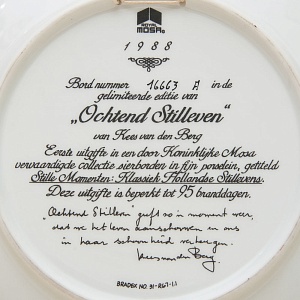 ROYAL
MOSA
1988
Bord nummer 16663 A in de
gelimiteerde editie van
„Ochtend Stilleven"
van Kees van den Berg
Eerste uitgifte in een door Koninklijke Mosa
vervaardigde collectie sierborden in fijn porselein, getiteld
Stille Momenten: Klassiek Hollandse Stillevens.
Deze uitgifte is beperkt tot 95 branddagen.
„Ochtend Stilleven" geeft 'n moment weer,
dat we het leven aanschouwen en ons
in haar schoonheid verheugen.
Kees van den Berg
BRADEX NO. 31-R67-1.1